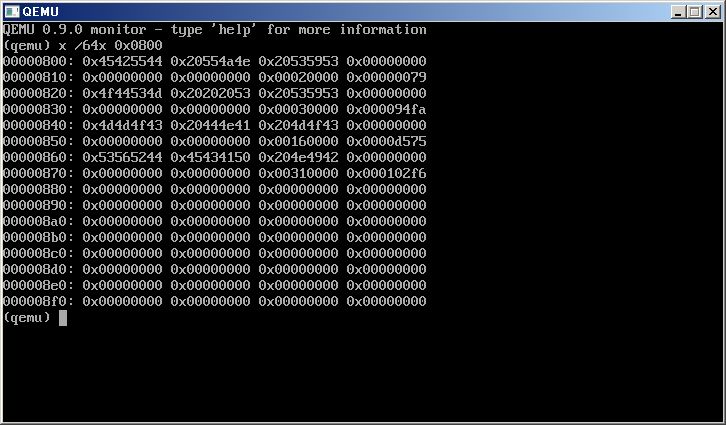 QEMU
QEMU 0.9.0 monitor - type 'help' for more information
(qemu) x /64x 0x0800
00000800: 0x45425544 0x20554a4e 0x20535953 0x00000000
00000810: 0x00000000 0x00000000 0x00020000 0x00000079
00000820: 0x4f44534d 0x20202053 0x20535953 0x00000000
00000830: 0x00000000 0x00000000 0x00030000 0x000094fa
00000840: 0x4d4d4f43 0x20444e41 0x204d4f43 0x00000000
00000850: 0x00000000 0x00000000 0x00160000 0x0000d575
00000860: 0x53565244 0x45434150 0x204e4942 0x00000000
00000870: 0x00000000 0x00000000 0x00310000 0x000102f6
00000880: 0x00000000 0x00000000 0x00000000 0x00000000
00000890: 0x00000000 0x00000000 0x00000000 0x00000000
000008a0: 0x00000000 0x00000000 0x00000000 0x00000000
000008b0: 0x00000000 0x00000000 0x00000000 0x00000000
000008c0: 0x00000000 0x00000000 0x00000000 0x00000000
000008d0: 0x00000000 0x00000000 0x00000000 0x00000000
000008e0: 0x00000000 0x00000000 0x00000000 0x00000000
000008f0: 0x00000000 0x00000000 0x00000000 0x00000000
(qemu)